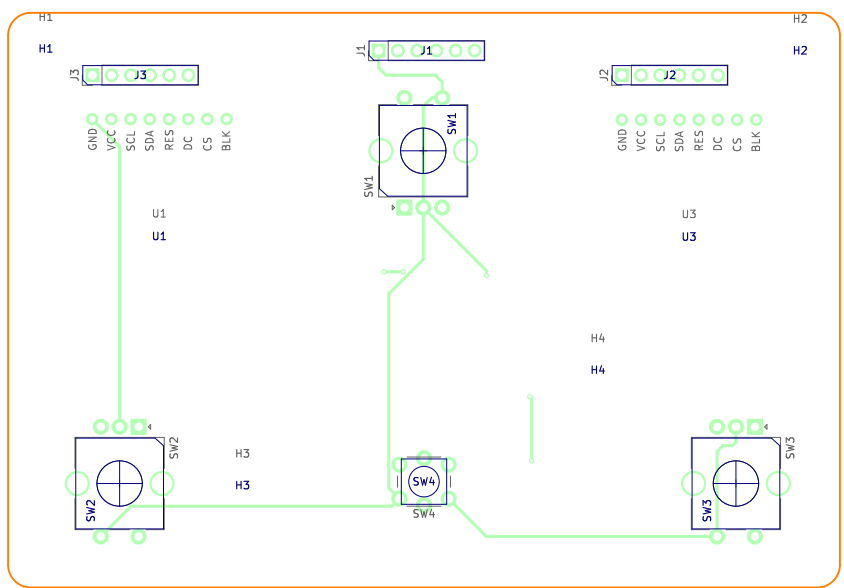 H1
H2
H1
J1
J1
H2
J3
J3
J2
J2
SW1
GND
VCC
SCL
SDA
RES
DC
CS
BLK
GND
VCC
SCL
SDA
RES
DC
CS
BLK
SW1
U1
U3
U1
U3
H4
H4
SW2
H3
SW3
SW4
H3
SW2
SW3
SW4